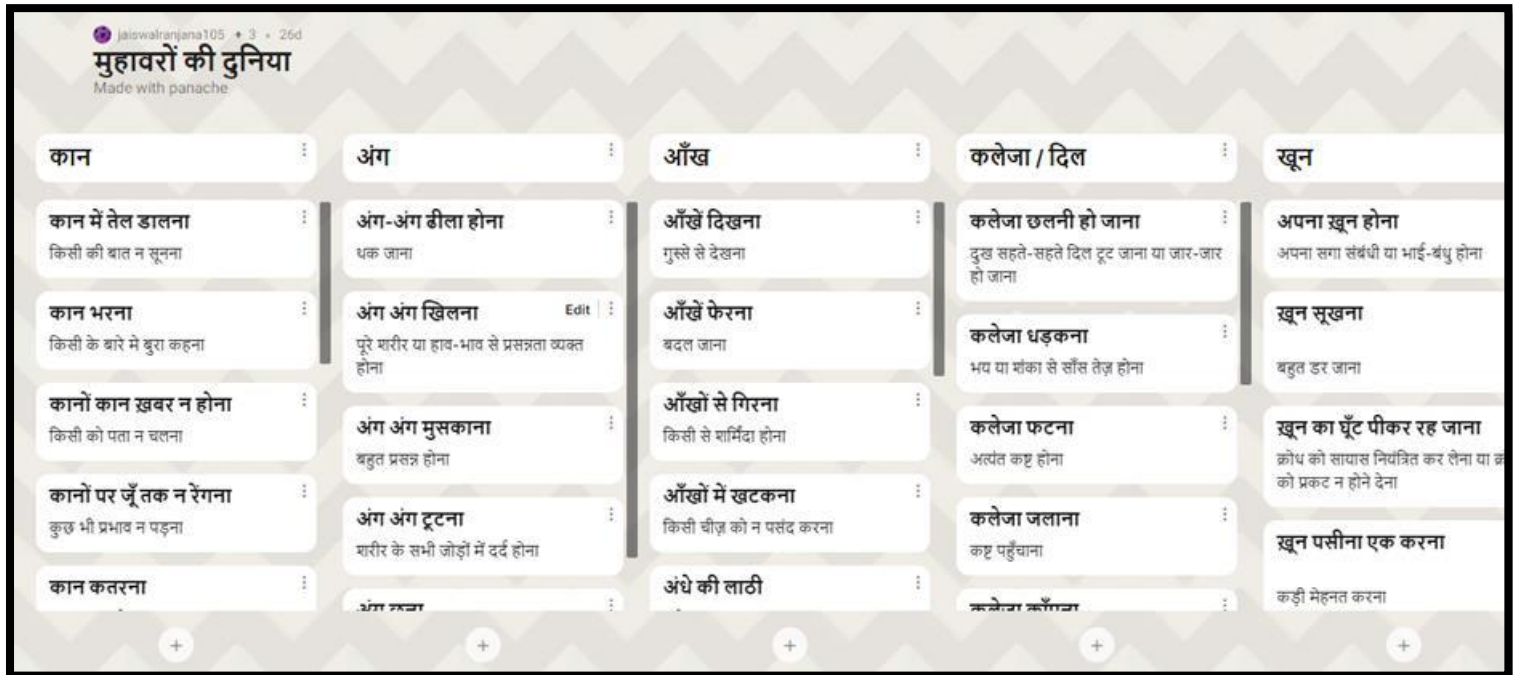 jaiswalranjana105 + 3 • 26d
मुहावरों की दुनिया
Made with panache
कान
कान में तेल डालना
किसी की बात न सूनना
कान भरना
किसी के बारे मे बुरा कहना
कानों कान ख़बर न होना
किसी को पता न चलना
कानों पर जूँ तक न रेंगना
कुछ भी प्रभाव न पड़ना
कान कतरना
अंग
अंग-अंग ढीला होना
थक जाना
अंग अंग खिलना
Edit
पूरे शरीर या हाव-भाव से प्रसन्नता व्यक्त
होना
अंग अंग मुसकाना
बहुत प्रसन्न होना
अंग अंग टूटना
शरीर के सभी जोड़ों में दर्द होना
आँख
आँखें दिखना
गुस्से से देखना
आँखें फेरना
बदल जाना
आँखों से गिरना
किसी से शर्मिंदा होना
आँखों में खटकना
किसी चीज़ को न पसंद करना
अंधे की लाठी
कलेजा / दिल
कलेजा छलनी हो जाना
दुख सहते-सहते दिल टूट जाना या जार-जार
हो जाना
कलेजा धड़कना
भय या शंका से साँस तेज़ होना
कलेजा फटना
अत्यंत कष्ट होना
कलेजा जलाना
कष्ट पहुँचाना
कलेजा काँपना
खून
अपना ख़ून होना
अपना सगा संबंधी या भाई-बंधु होना
ख़ून सूखना
बहुत डर जाना
ख़ून का घूँट पीकर रह जाना
क्रोध को सायास नियंत्रित कर लेना या
को प्रकट न होने देना
ख़ून पसीना एक करना
कड़ी मेहनत करना